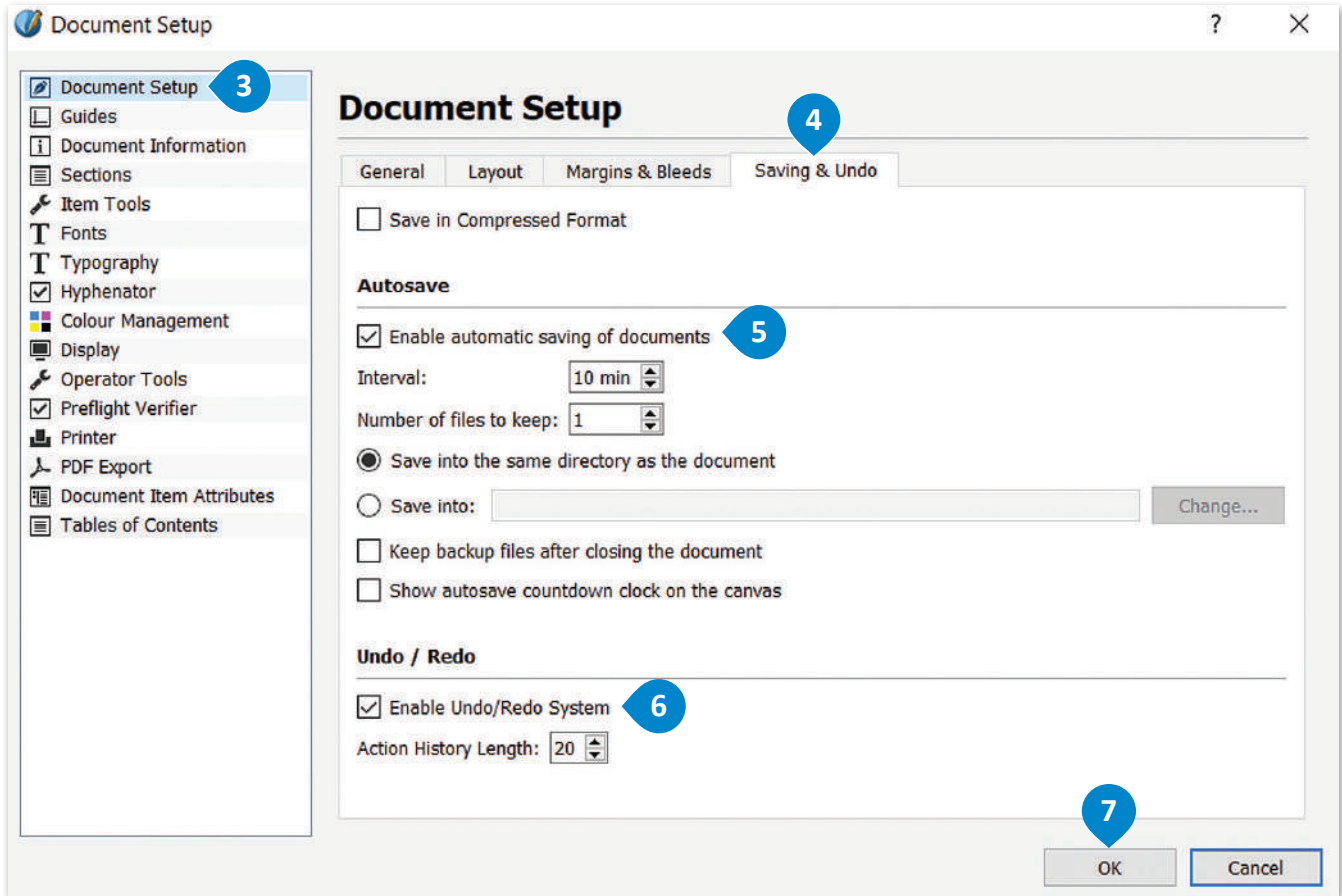 Document Setup
?
Document Setup
3
Guides
Document Information
Sections
Item Tools
Fonts
Typography
Hyphenator
Colour Management
Display
Operator Tools
Preflight Verifier
Printer
PDF Export
Document Item Attributes
Tables of Contents
Document Setup
4
General Layout Margins & Bleeds Saving & Undo
Save in Compressed Format
Autosave
Enable automatic saving of documents 5
Interval: 10 min
Number of files to keep: 1
Save into the same directory as the document
Save into: Change...
Keep backup files after closing the document
Show autosave countdown clock on the canvas
Undo / Redo
Enable Undo/Redo System 6
Action History Length: 20
7
OK Cancel